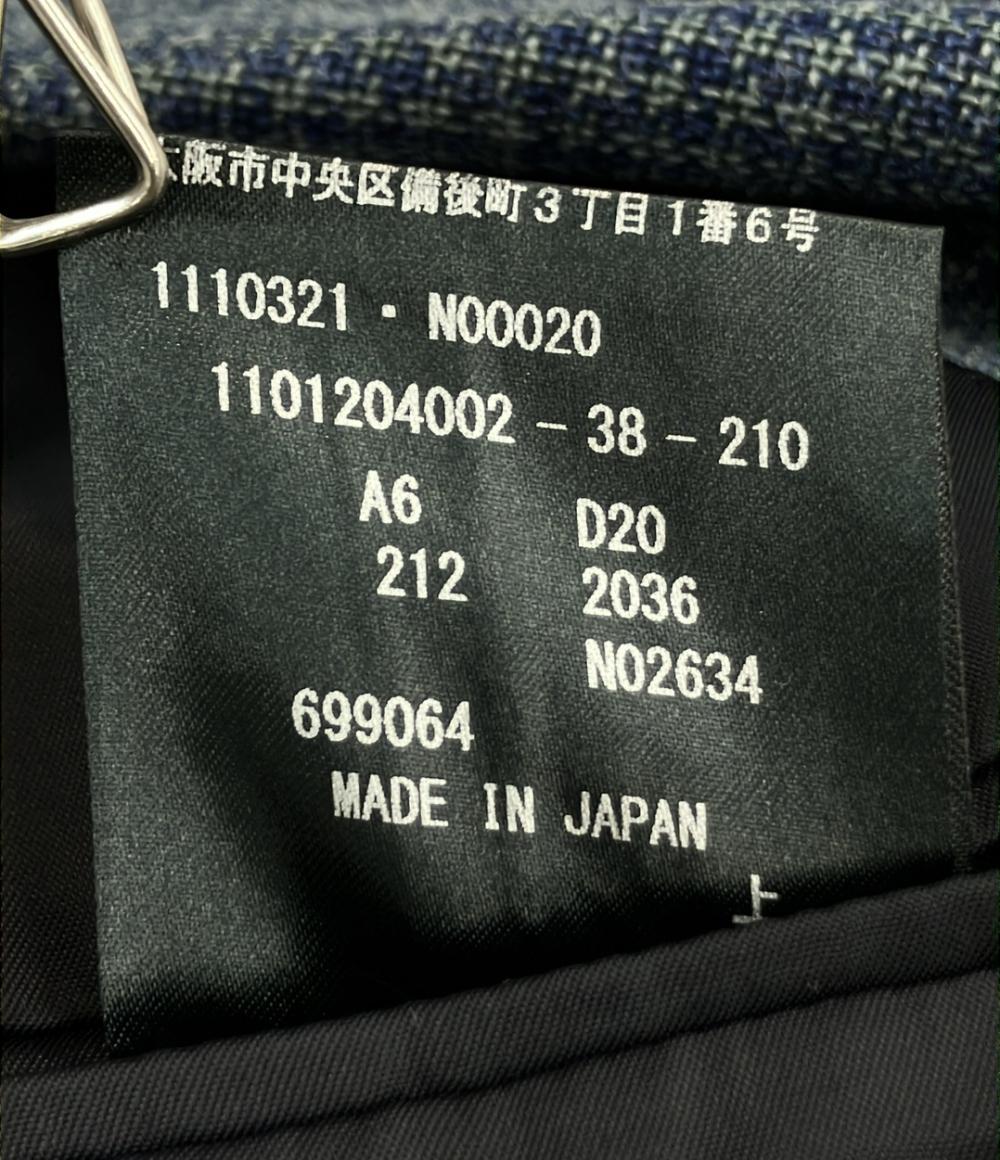 大阪市中央区備後町3丁目1番6号
1110321・N00020
1101204002-38-210
A6 D20
212 2036
N02634
699064
MADE IN JAPAN
上